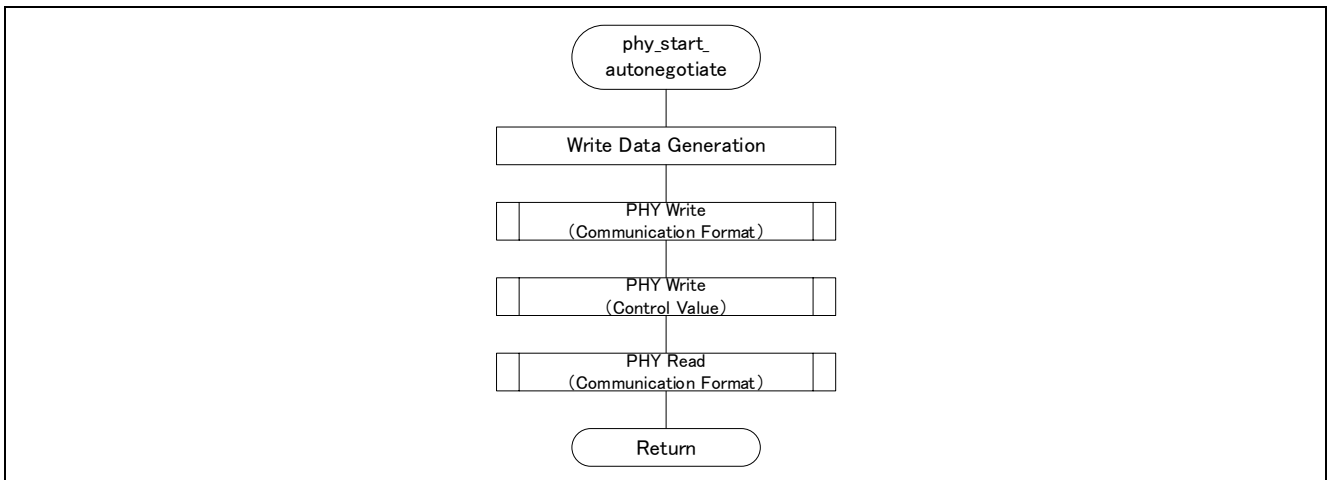 phy_start_
autonegotiate
Write Data Generation
PHY Write
(Communication Format)
PHY Write
(Control Value)
PHY Read
(Communication Format)
Return